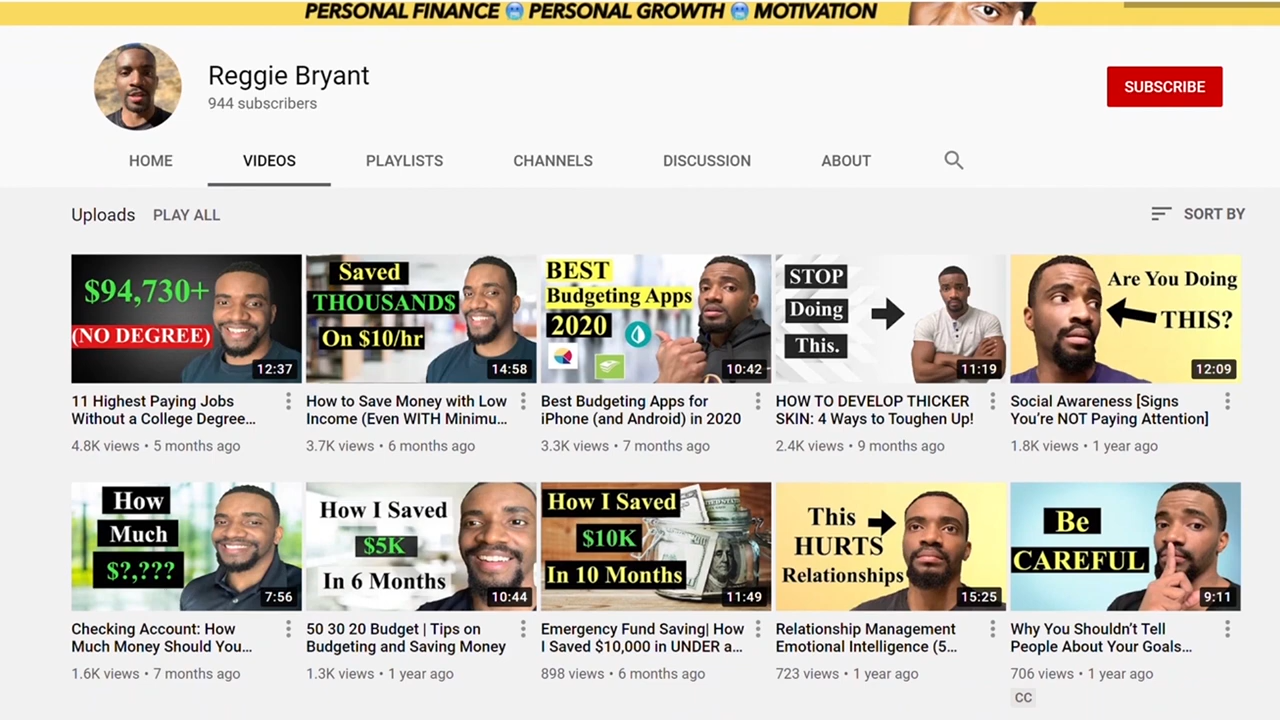 PERSONAL FINANCE 🥶 PERSONAL GROWTH 🥶 MOTIVATION
Reggie Bryant
944 subscribers
SUBSCRIBE
HOME VIDEOS PLAYLISTS CHANNELS DISCUSSION ABOUT
Uploads PLAY ALL
SORT BY
$94,730+
(NO DEGREE)
12:37
11 Highest Paying Jobs
Without a College Degree...
4.8K views • 5 months ago
Saved
THOUSAND$
On $10/hr
14:58
How to Save Money with Low
Income (Even WITH Minimu...
3.7K views • 6 months ago
BEST
Budgeting Apps
2020
10:42
Best Budgeting Apps for
iPhone (and Android) in 2020
3.3K views • 7 months ago
STOP
Doing
This.
11:19
HOW TO DEVELOP THICKER
SKIN: 4 Ways to Toughen Up!
2.4K views • 9 months ago
Are You Doing
THIS?
12:09
Social Awareness [Signs
You’re NOT Paying Attention]
1.8K views • 1 year ago
How
Much
$?,???
7:56
Checking Account: How
Much Money Should You...
1.6K views • 7 months ago
How I Saved
$5K
In 6 Months
10:44
50 30 20 Budget | Tips on
Budgeting and Saving Money
1.3K views • 1 year ago
How I Saved
$10K
In 10 Months
11:49
Emergency Fund Saving| How
I Saved $10,000 in UNDER a...
898 views • 6 months ago
This
HURTS
Relationships
15:25
Relationship Management
Emotional Intelligence (5...
723 views • 1 year ago
Be
CAREFUL
9:11
Why You Shouldn’t Tell
People About Your Goals...
706 views • 1 year ago
CC